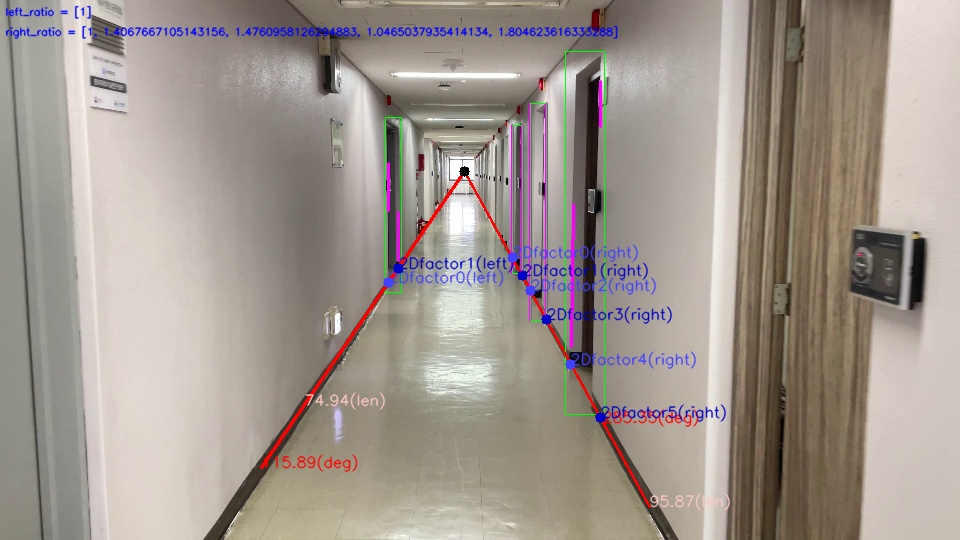 left_ratio = [1]
right_ratio = [1, 1.4067667105143156, 1.4760958126294883, 1.0465037935414134, 1.804623616333288]
2Dfactor0(right)
2Dfactor1(left)
2Dfactor1(right)
2Dfactor0(left)
2Dfactor2(right)
2Dfactor3(right)
2Dfactor4(right)
74.94(len)
2Dfactor5(right)
15.89(deg)
95.87(len)